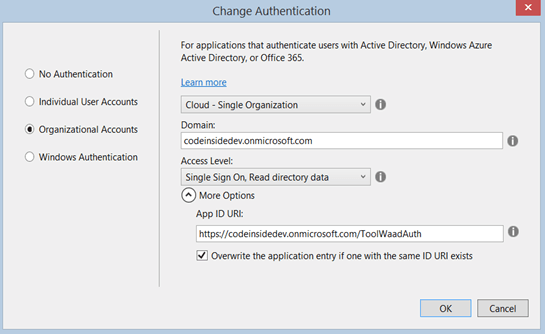 Change Authentication
No Authentication
Individual User Accounts
Organizational Accounts
Windows Authentication
For applications that authenticate users with Active Directory, Windows Azure
Active Directory, or Office 365.
Learn more
Cloud - Single Organization
Domain:
codeinsidedev.onmicrosoft.com
Access Level:
Single Sign On, Read directory data
More Options
App ID URI:
https://codeinsidedev.onmicrosoft.com/ToolWaadAuth
Overwrite the application entry if one with the same ID URI exists
OK Cancel